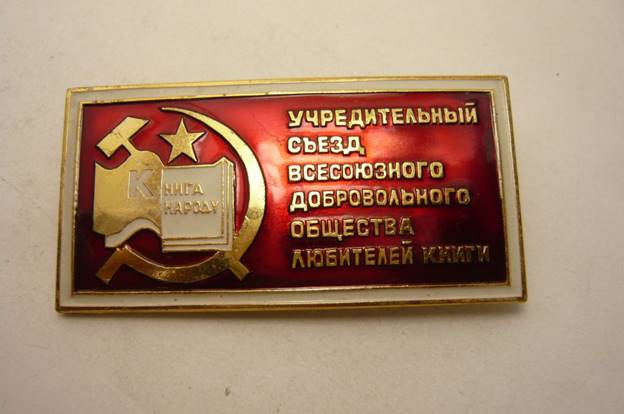 КНИГА
НАРОДУ
УЧРЕДИТЕЛЬНЫЙ
СЪЕЗД
ВСЕСОЮЗНОГО
ДОБРОВОЛЬНОГО
ОБЩЕСТВА
ЛЮБИТЕЛЕЙ КНИГИ